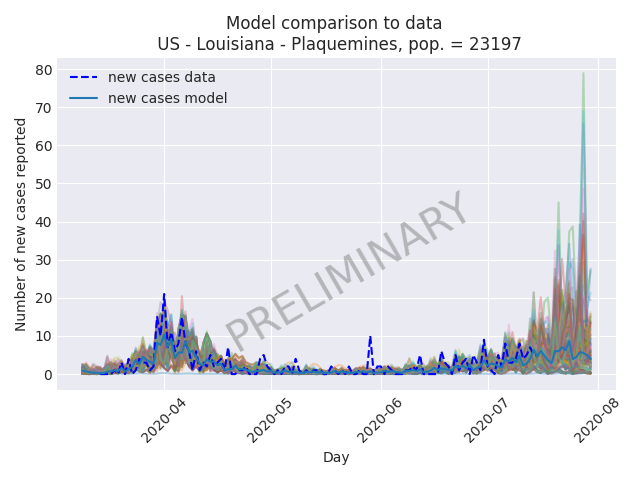 Model comparison to data
US - Louisiana - Plaquemines, pop. = 23197
new cases data
new cases model
Number of new cases reported
80
70
60
50
40
30
20
10
0
PRELIMINARY
2020-04
2020-05
2020-06
2020-07
2020-08
Day